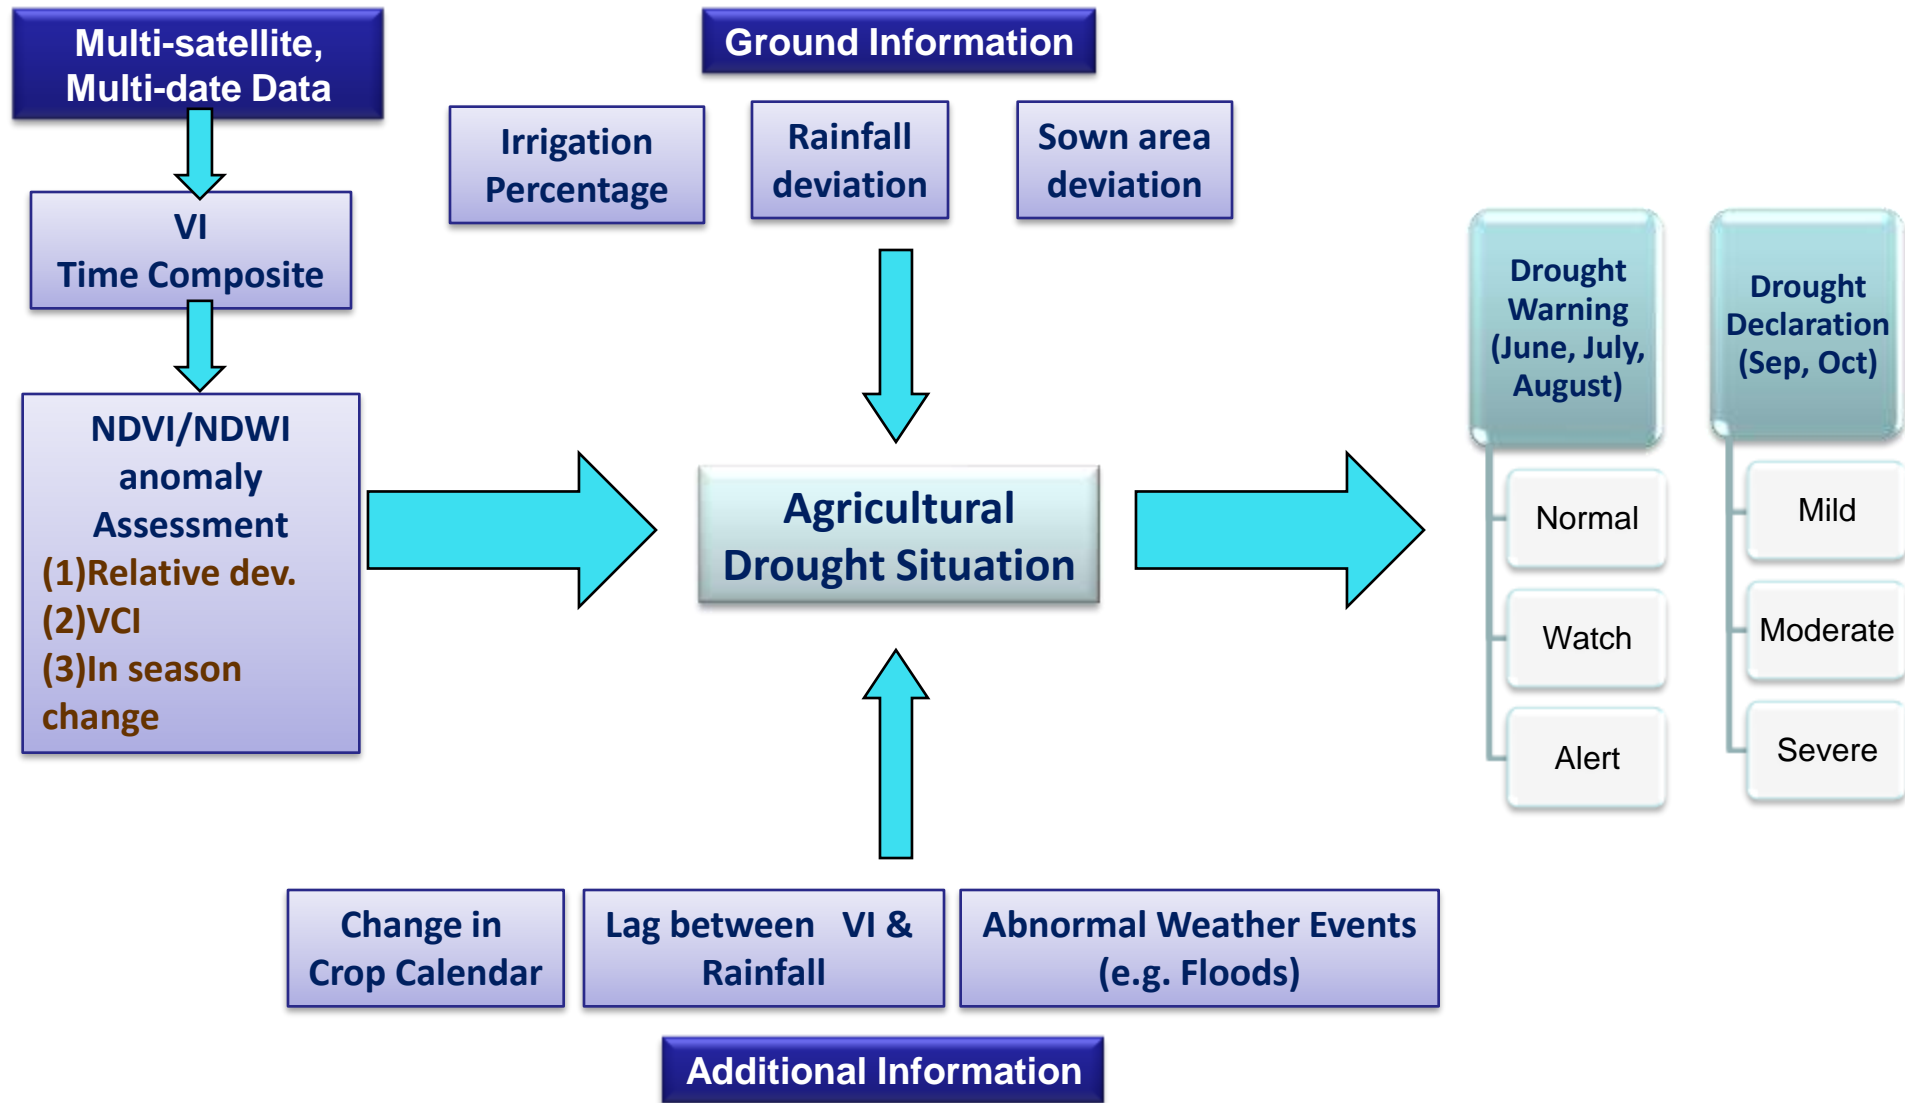 Multi-satellite,
Multi-date Data
VI
Time Composite
NDVI/NDWI
anomaly
Assessment
(1)Relative dev.
(2)VCI
(3)In season
change
Ground Information
Irrigation
Percentage
Rainfall
deviation
Sown area
deviation
Agricultural
Drought Situation
Change in
Crop Calendar
Lag between VI &
Rainfall
Abnormal Weather Events
(e.g. Floods)
Additional Information
Drought
Warning
(June, July,
August)
Normal
Watch
Alert
Drought
Declaration
(Sep, Oct)
Mild
Moderate
Severe